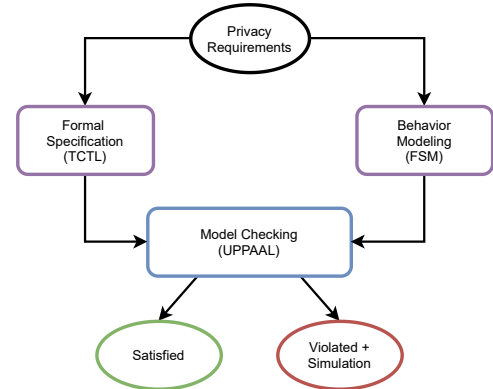 Privacy
Requirements
Formal
Specification
(TCTL)
Behavior
Modeling
(FSM)
Model Checking
(UPPAAL)
Satisfied
Violated +
Simulation